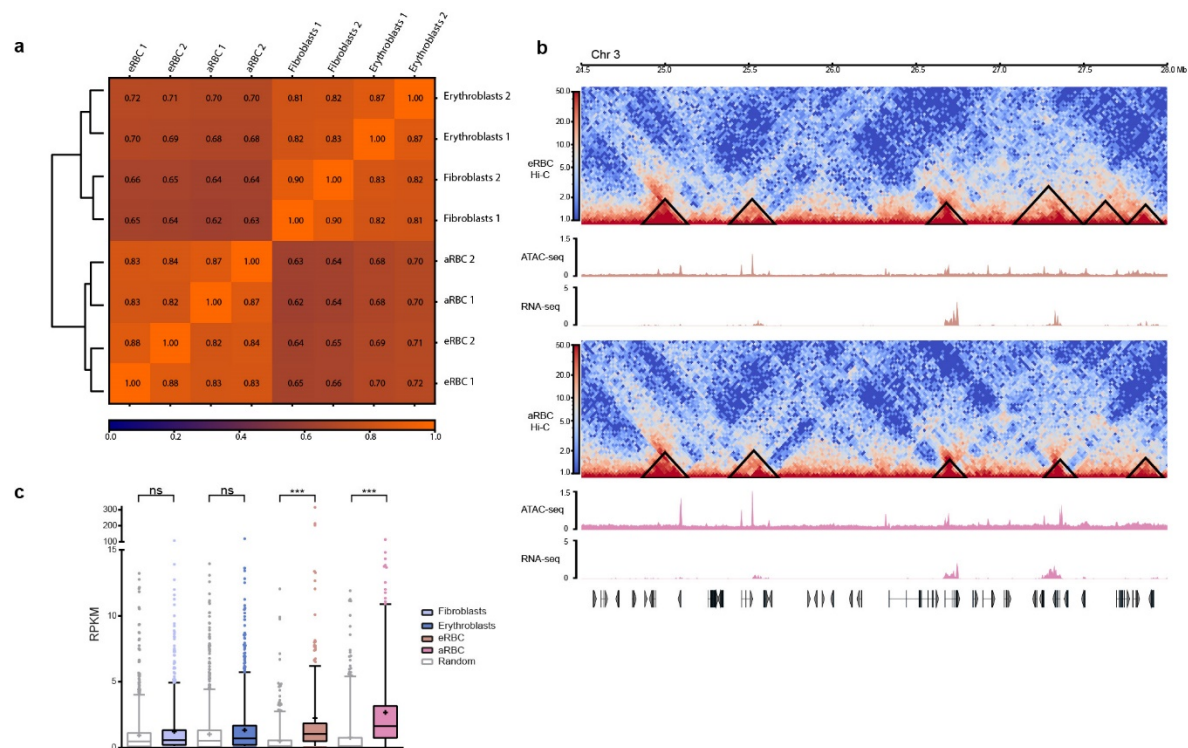 a
eRBC 1
eRBC 2
aRBC 1
aRBC 2
Fibroblasts 1
Fibroblasts 2
Erythroblasts 1
Erythroblasts 2
0.72 0.71 0.70 0.70 0.81 0.82 0.87 1.00 Erythroblasts 2
0.70 0.69 0.68 0.68 0.82 0.83 1.00 0.87 Erythroblasts 1
0.66 0.65 0.64 0.64 0.90 1.00 0.83 0.82 Fibroblasts 2
0.65 0.64 0.62 0.63 1.00 0.90 0.82 0.81 Fibroblasts 1
0.83 0.84 0.87 1.00 0.63 0.64 0.68 0.70 aRBC 2
0.83 0.82 1.00 0.87 0.62 0.64 0.68 0.70 aRBC 1
0.88 1.00 0.82 0.84 0.64 0.65 0.69 0.71 eRBC 2
1.00 0.88 0.83 0.83 0.65 0.66 0.70 0.72 eRBC 1
0.0 0.2 0.4 0.6 0.8 1.0
b
Chr 3
24.5 25.0 25.5 26.0 26.5 27.0 27.5 28.0 Mb
50.0
20.0
10.0
5.0
2.0
1.0
eRBC
Hi-C
1.5
ATAC-seq
0
5
RNA-seq
0
50.0
20.0
10.0
5.0
2.0
1.0
aRBC
Hi-C
1.5
ATAC-seq
0
5
RNA-seq
0
c
ns ns *** ***
300
200
100
15
10
5
0
RPKM
Fibroblasts
Erythroblasts
eRBC
aRBC
Random